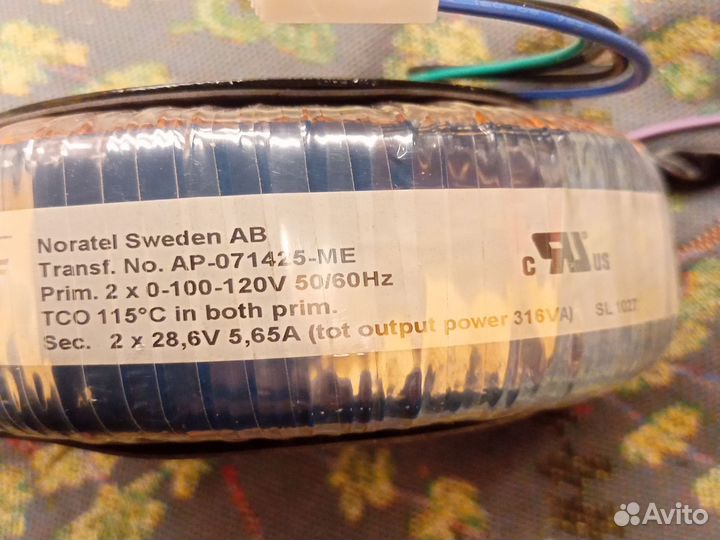 Noratel Sweden AB
Transf. No. AP-071425-ME
Prim. 2 x 0-100-120V 50/60Hz
TCO 115°C in both prim.
Sec. 2 x 28,6V 5,65A (tot output power 316VA)
SL 1027
c US
Avito